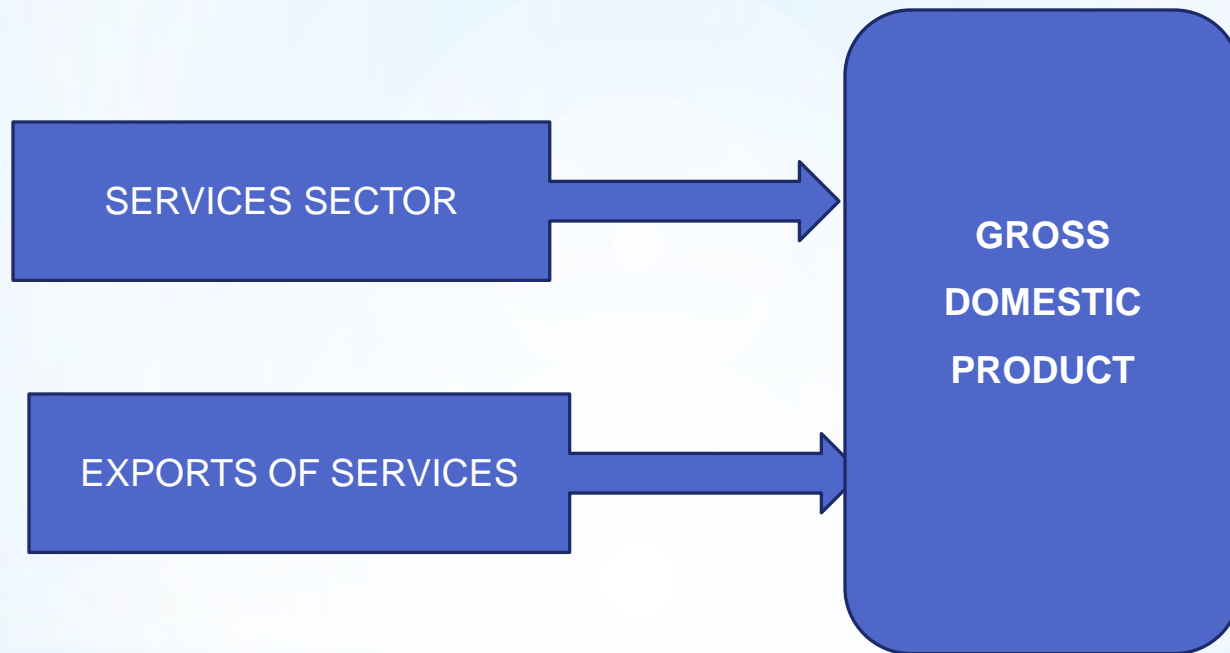 SERVICES SECTOR
EXPORTS OF SERVICES
GROSS
DOMESTIC
PRODUCT